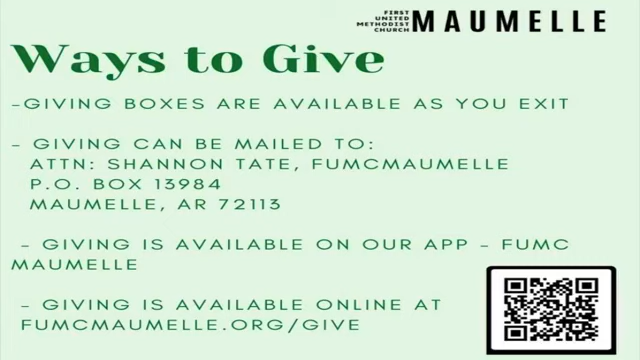 FIRST
UNITED
METHODIST
CHURCH
MAUMELLE
Ways to Give
-GIVING BOXES ARE AVAILABLE AS YOU EXIT
- GIVING CAN BE MAILED TO:
ATTN: SHANNON TATE, FUMCMAUMELLE
P.O. BOX 13984
MAUMELLE, AR 72113
- GIVING IS AVAILABLE ON OUR APP - FUMC
MAUMELLE
- GIVING IS AVAILABLE ONLINE AT
FUMCMAUMELLE.ORG/GIVE